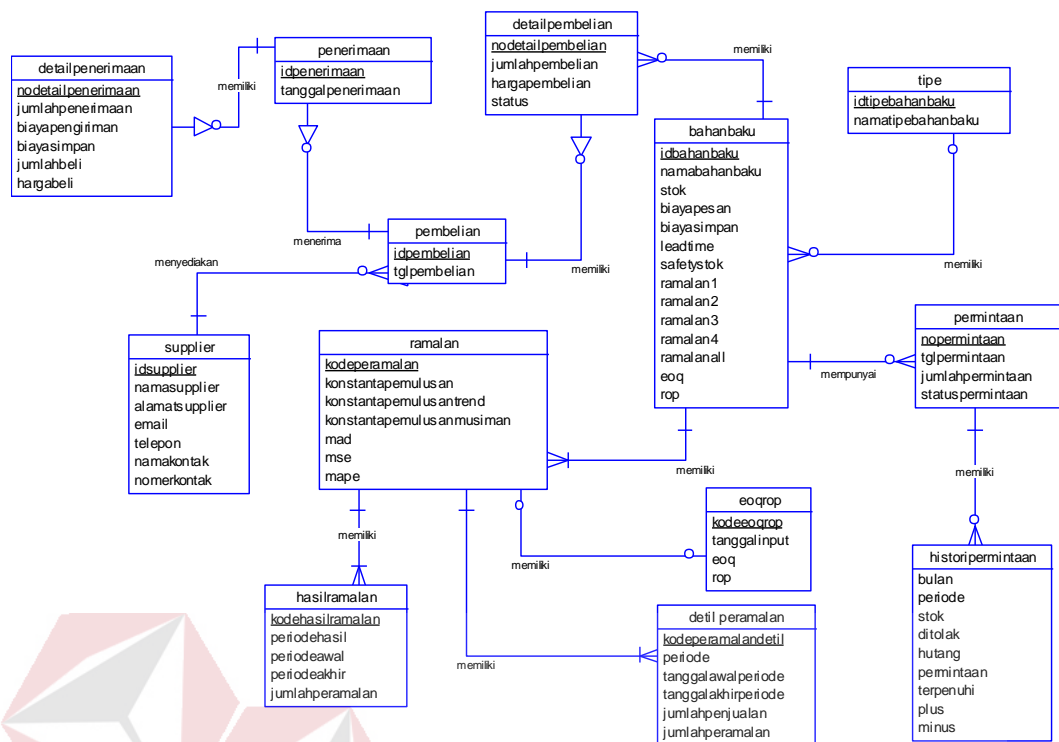 detailpembelian
nodetailpembelian
jumlahpembelian
hargapembelian
status
penerimaan
idpenerimaan
tanggalpenerimaan
memiliki
detailpenerimaan
nodetailpenerimaan
jumlahpenerimaan
biayapengiriman
biayasimpan
jumlahbeli
hargabeli
memiliki
tipe
idtipebahanbaku
namatipebahanbaku
bahanbaku
idbahanbaku
namabahanbaku
stok
biayapesan
biayasimpan
leadtime
safetystok
ramalan1
ramalan2
ramalan3
ramalan4
ramalanall
eoq
rop
menerima
pembelian
idpembelian
tglpembelian
memiliki
memiliki
menyediakan
supplier
idsupplier
namasupplier
alamatsupplier
email
telepon
namakontak
nomerkontak
ramalan
kodeperamalan
konstantapemulusan
konstantapemulusantrend
konstantapemulusanmusiman
mad
mse
mape
mempunyai
permintaan
nopermintaan
tglpermintaan
jumlahpermintaan
statuspermintaan
memiliki
memiliki
eoqrop
kodeeoqrop
tanggalinput
eoq
rop
memiliki
memiliki
hasilramalan
kodehasilramalan
periodehasil
periodeawal
periodeakhir
jumlahperamalan
memiliki
detil peramalan
kodeperamalandetil
periode
tanggalawalperiode
tanggalakhirperiode
jumlahpenjualan
jumlahperamalan
historipermintaan
bulan
periode
stok
ditolak
hutang
permintaan
terpenuhi
plus
minus